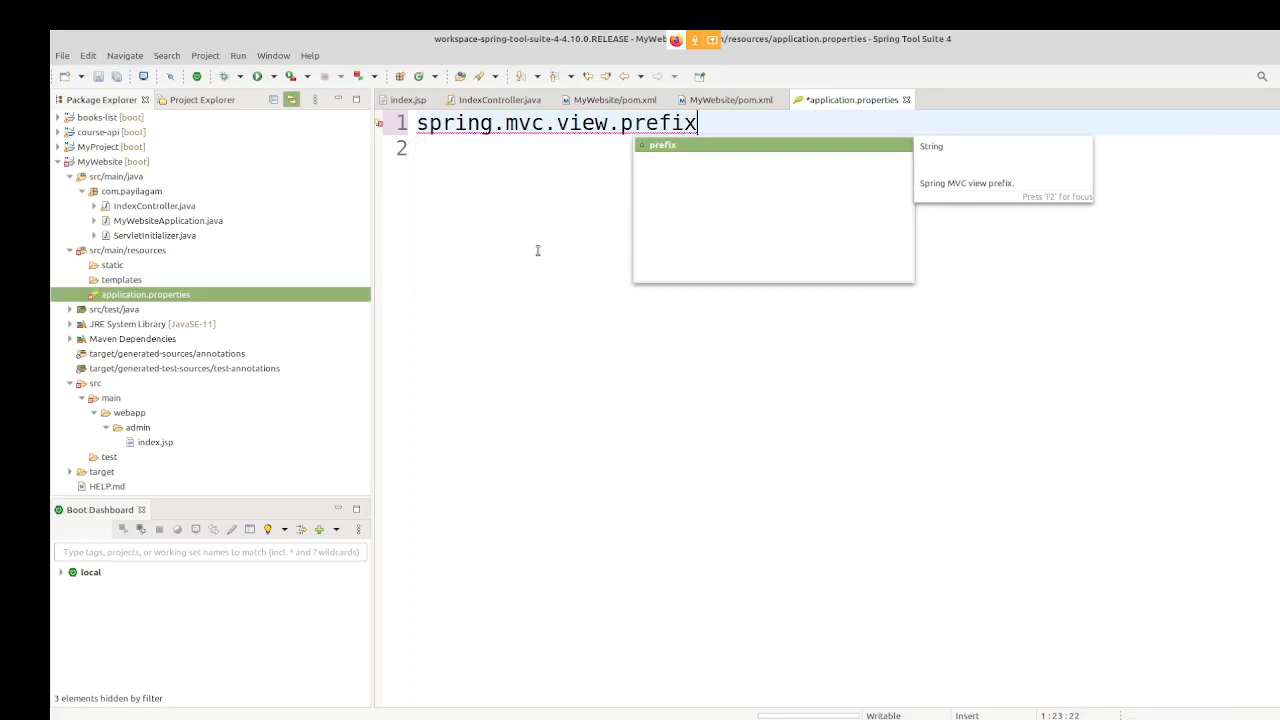 workspace-spring-tool-suite-4-4.10.0.RELEASE - MyWeb /resources/application.properties - Spring Tool Suite 4
File Edit Navigate Search Project Run Window Help
Package Explorer Project Explorer
index.jsp IndexController.java MyWebsite/pom.xml MyWebsite/pom.xml *application.properties
books-list [boot]
course-api [boot]
MyProject [boot]
MyWebsite [boot]
src/main/java
com.payilagam
IndexController.java
MyWebsiteApplication.java
ServletInitializer.java
src/main/resources
static
templates
application.properties
src/test/java
JRE System Library [JavaSE-11]
Maven Dependencies
target/generated-sources/annotations
target/generated-test-sources/test-annotations
src
main
webapp
admin
index.jsp
test
target
HELP.md
1 spring.mvc.view.prefix
2
prefix
String
Spring MVC view prefix.
Press 'F2' for focus
Boot Dashboard
Type tags, projects, or working set names to match (incl. * and ? wildcards)
local
3 elements hidden by filter
Writable Insert 1 : 23 : 22